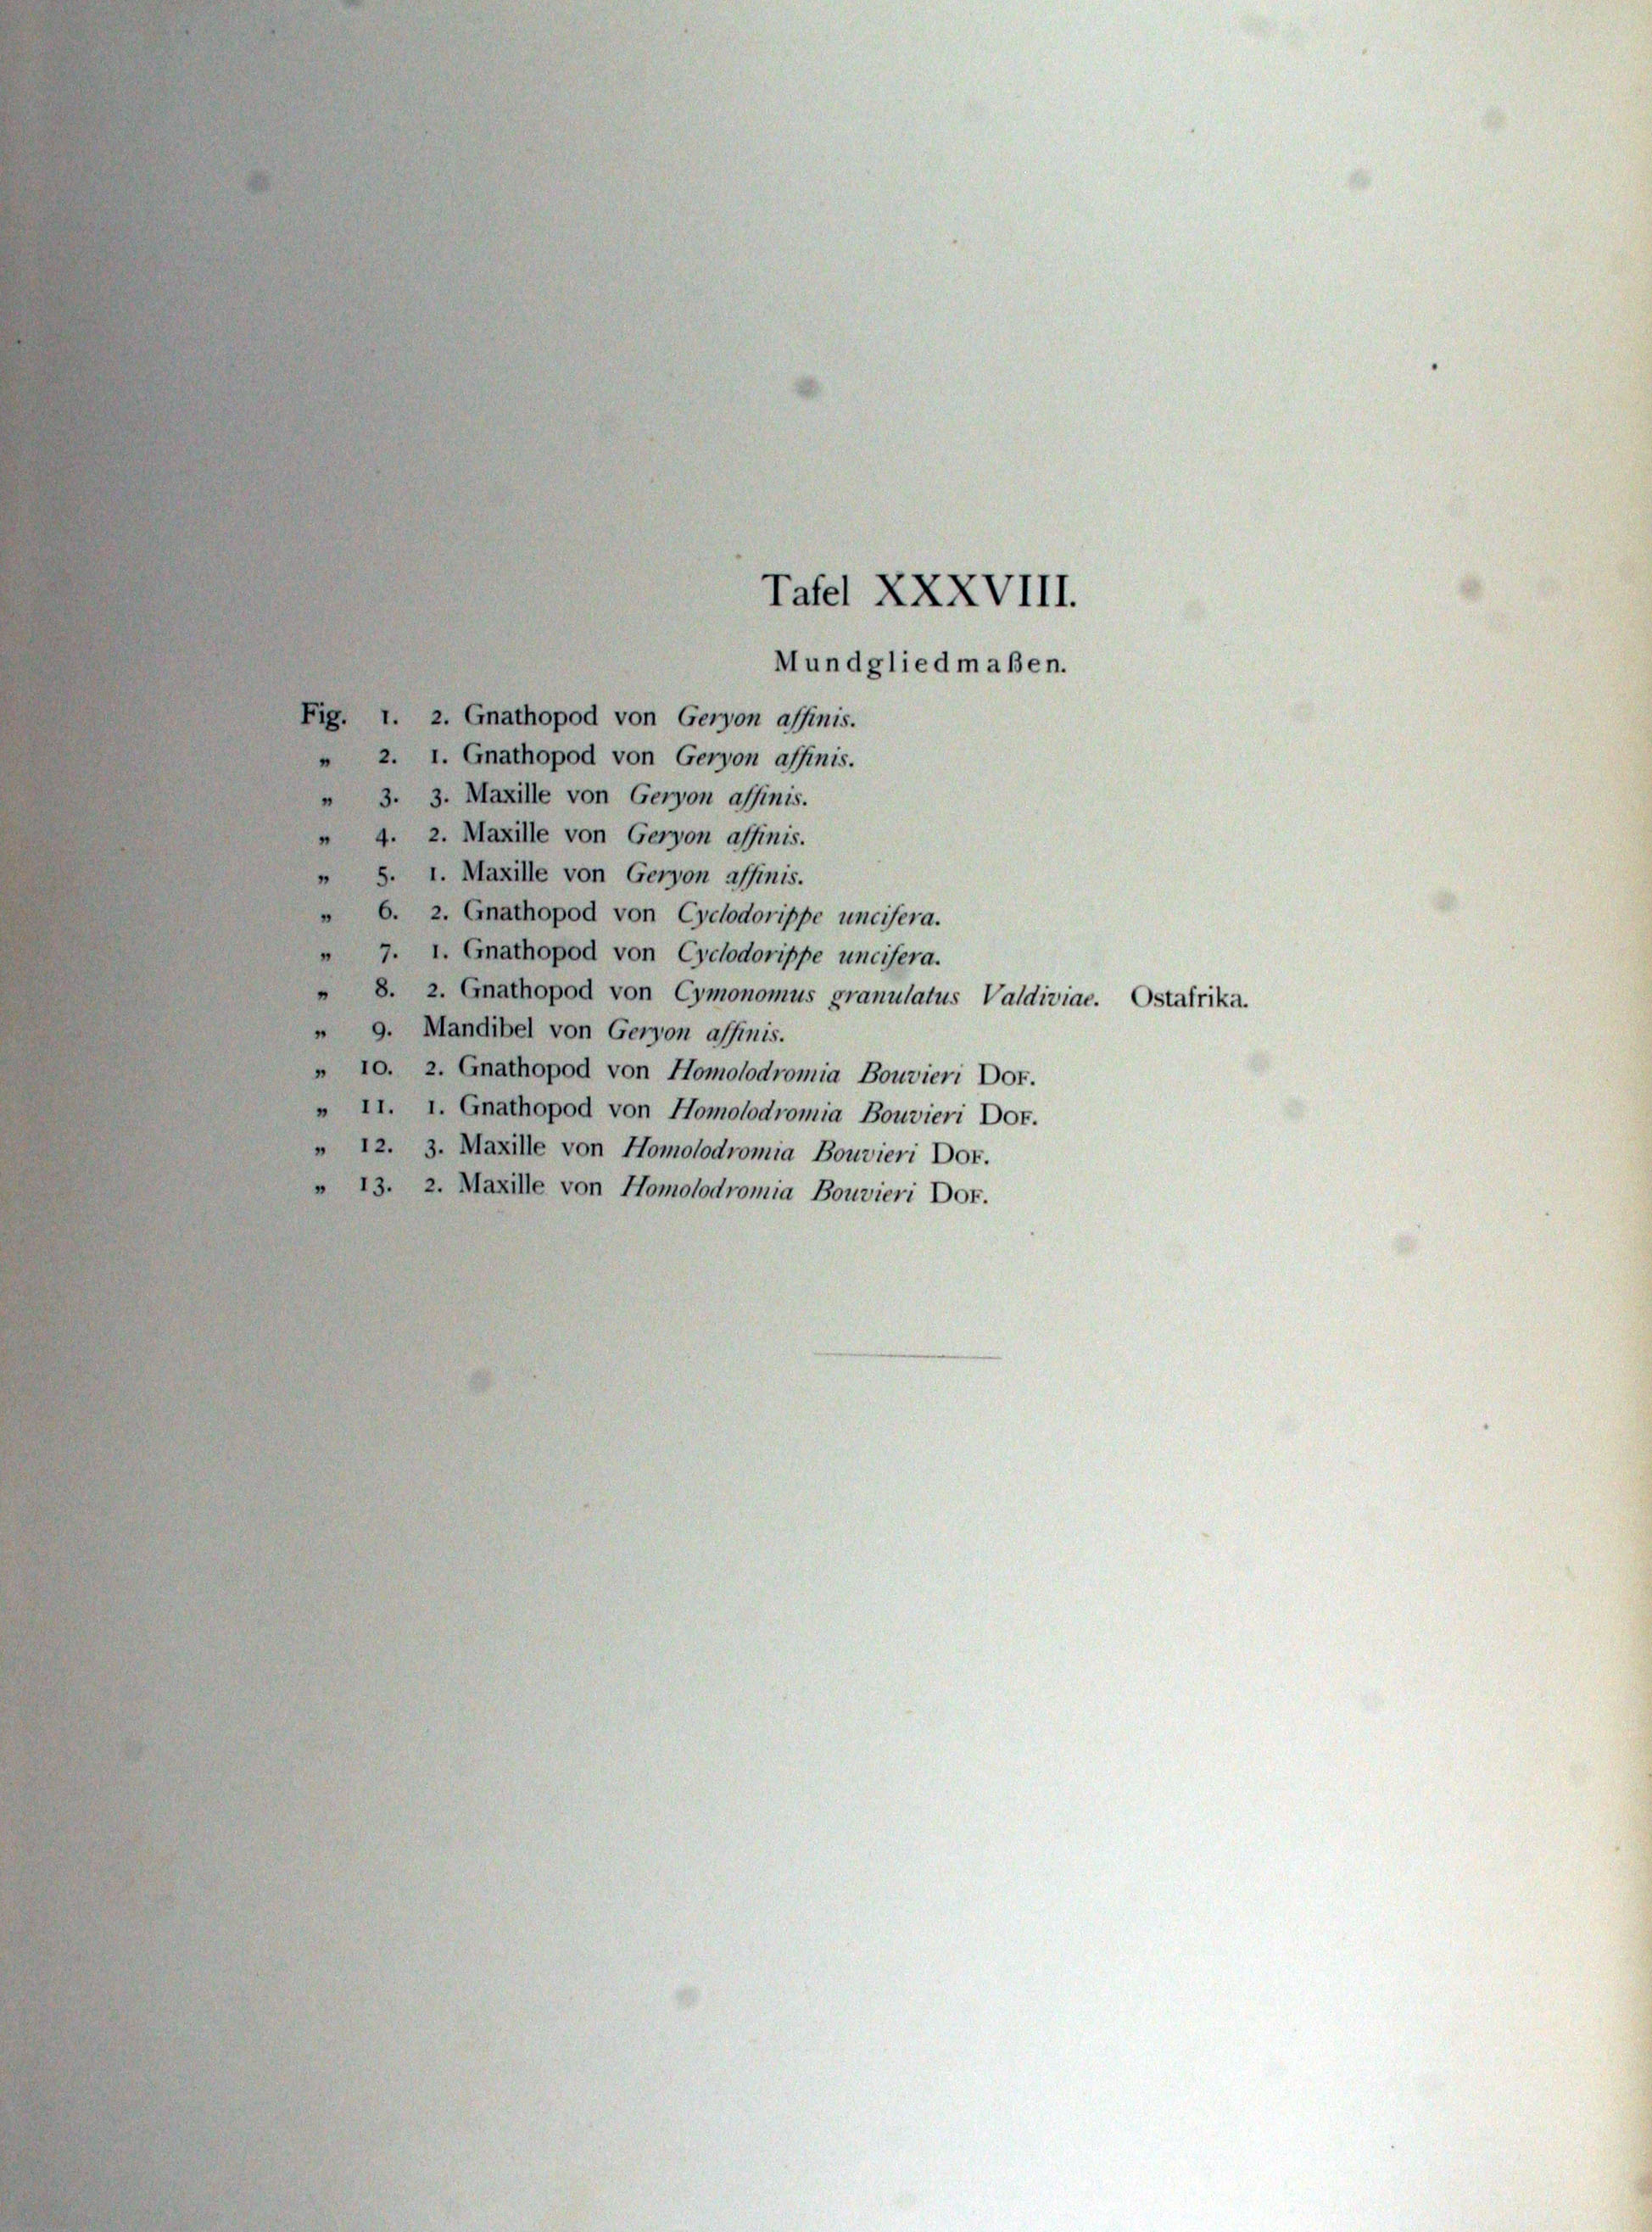 Tafel XXXVIII.
Mundgliedmaßen.
Fig. 1. 2. Gnathopod von Geryon affinis.
„ 2. 1. Gnathopod von Geryon affinis.
„ 3. 3. Maxille von Geryon affinis.
„ 4. 2. Maxille von Geryon affinis.
„ 5. 1. Maxille von Geryon affinis.
„ 6. 2. Gnathopod von Cyclodorippe uncifera.
„ 7. 1. Gnathopod von Cyclodorippe uncifera.
„ 8. 2. Gnathopod von Cymonomus granulatus Valdiviae. Ostafrika.
„ 9. Mandibel von Geryon affinis.
„ 10. 2. Gnathopod von Homolodromia Bouvieri Dof.
„ 11. 1. Gnathopod von Homolodromia Bouvieri Dof.
„ 12. 3. Maxille von Homolodromia Bouvieri Dof.
„ 13. 2. Maxille von Homolodromia Bouvieri Dof.